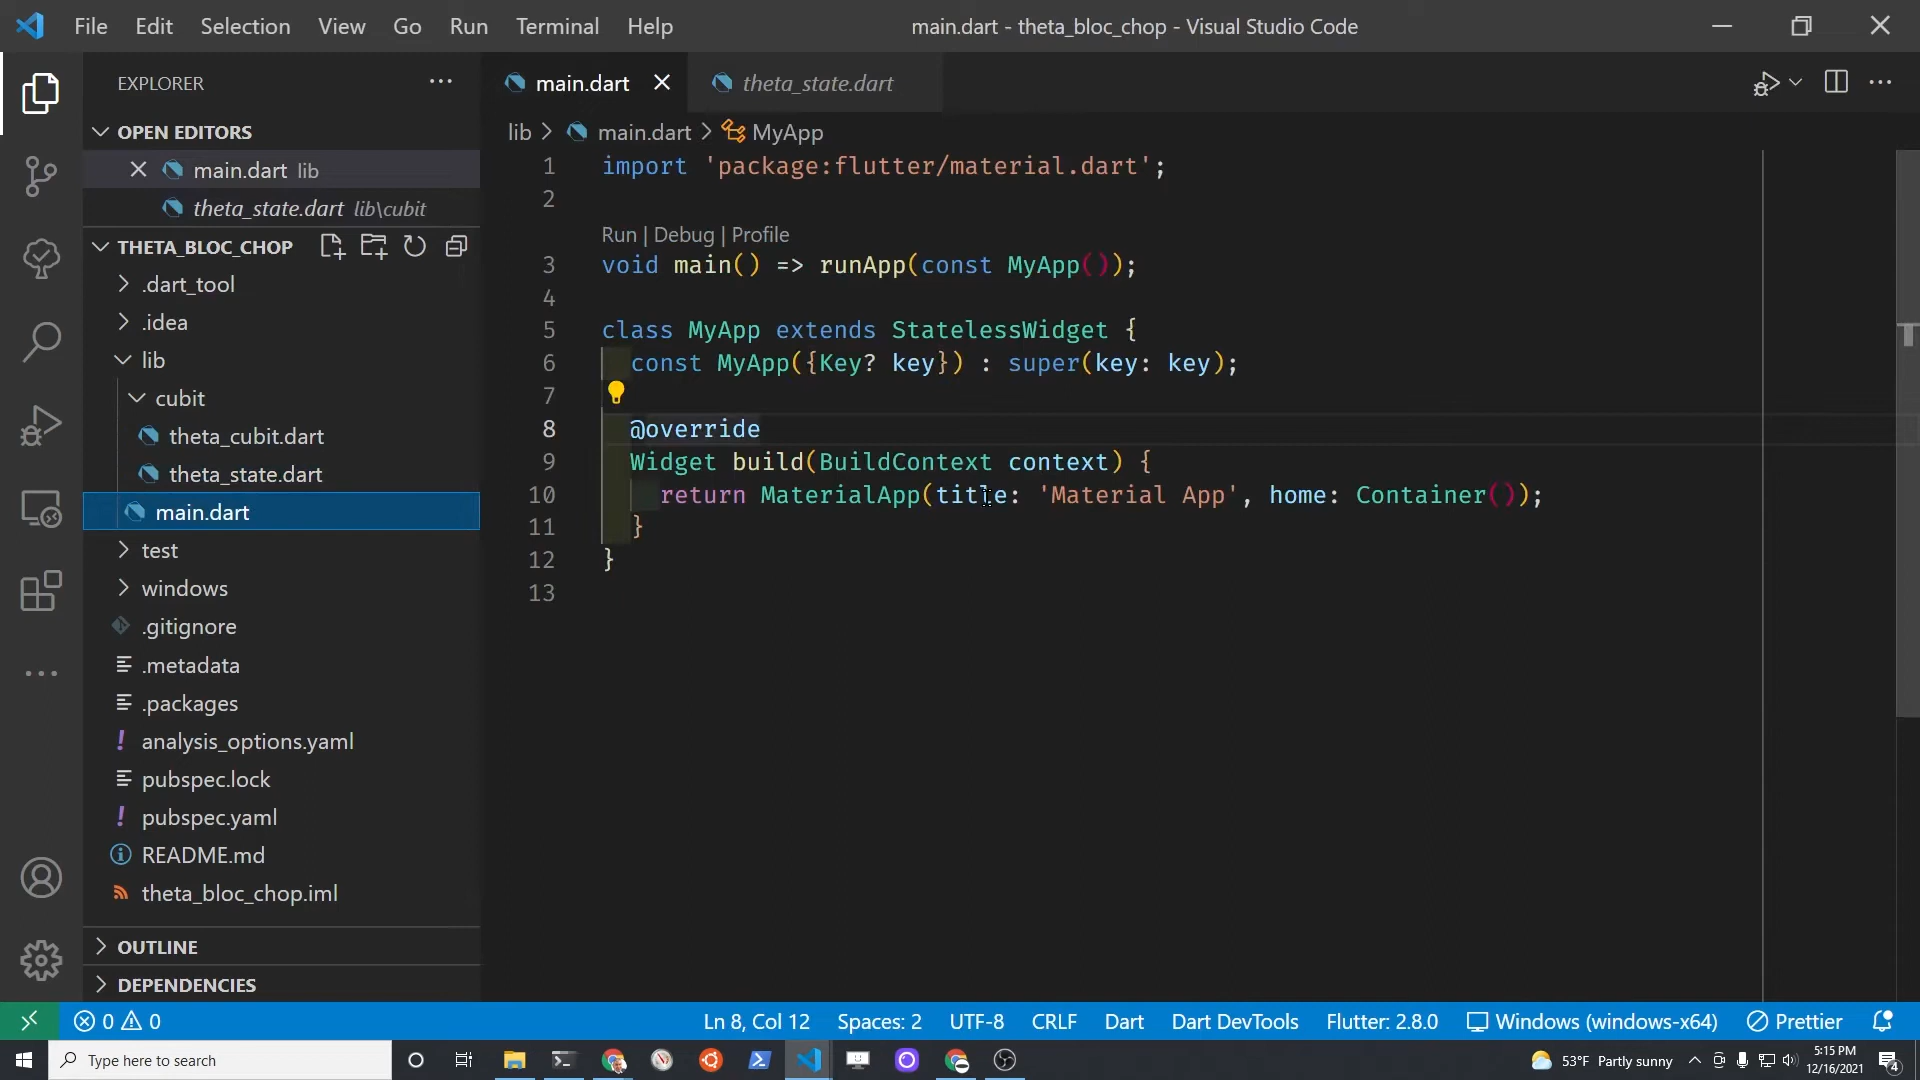 File Edit Selection View Go Run Terminal Help
main.dart - theta_bloc_chop - Visual Studio Code
EXPLORER
OPEN EDITORS
main.dart lib
theta_state.dart lib\cubit
THETA_BLOC_CHOP
.dart_tool
.idea
lib
cubit
theta_cubit.dart
theta_state.dart
main.dart
test
windows
.gitignore
.metadata
.packages
analysis_options.yaml
pubspec.lock
pubspec.yaml
README.md
theta_bloc_chop.iml
OUTLINE
DEPENDENCIES
main.dart theta_state.dart
lib > main.dart > MyApp
1 import 'package:flutter/material.dart';
2
Run | Debug | Profile
3 void main() => runApp(const MyApp());
4
5 class MyApp extends StatelessWidget {
6 const MyApp({Key? key}) : super(key: key);
7
8 @override
9 Widget build(BuildContext context) {
10 return MaterialApp(title: 'Material App', home: Container());
11 }
12 }
13
0 0 Ln 8, Col 12 Spaces: 2 UTF-8 CRLF Dart Dart DevTools Flutter: 2.8.0 Windows (windows-x64) Prettier
Type here to search
53°F Partly sunny
5:15 PM
12/16/2021
4